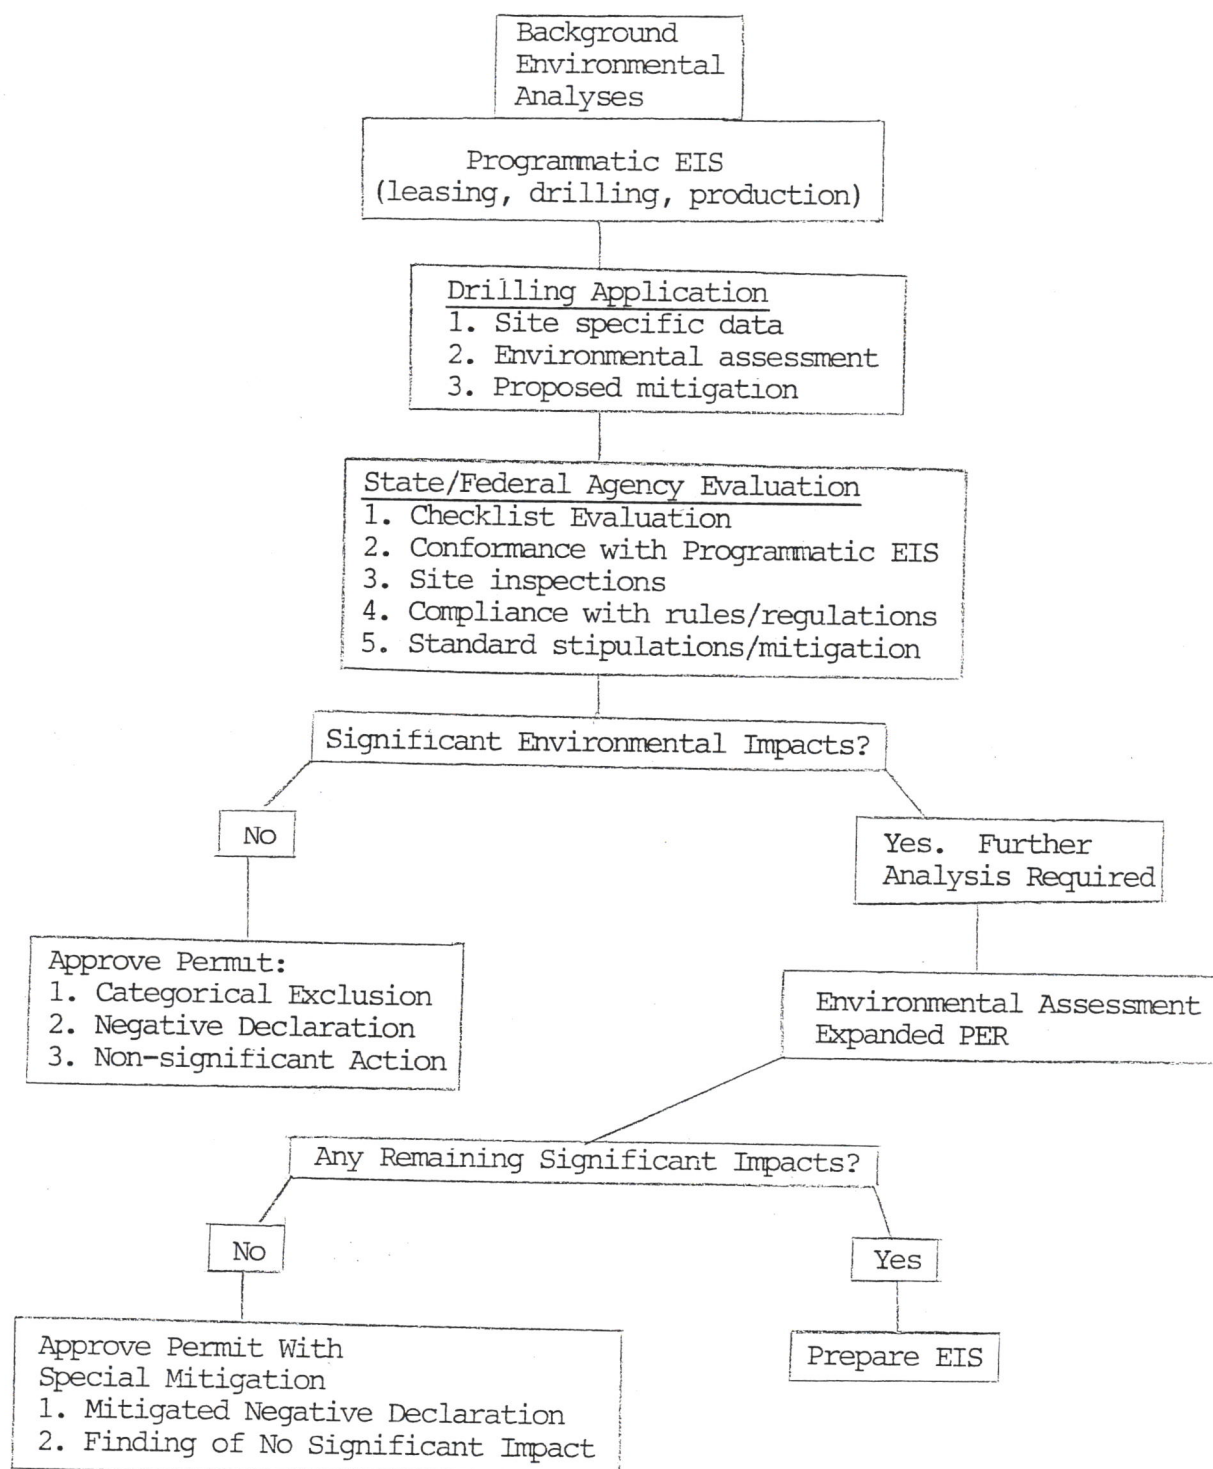 Background
Environmental
Analyses
Programmatic EIS
(leasing, drilling, production)
Drilling Application
1. Site specific data
2. Environmental assessment
3. Proposed mitigation
State/Federal Agency Evaluation
1. Checklist Evaluation
2. Conformance with Programmatic EIS
3. Site inspections
4. Compliance with rules/regulations
5. Standard stipulations/mitigation
Significant Environmental Impacts?
No
Yes. Further
Analysis Required
Approve Permit:
1. Categorical Exclusion
2. Negative Declaration
3. Non-significant Action
Environmental Assessment
Expanded PER
Any Remaining Significant Impacts?
No
Yes
Approve Permit With
Special Mitigation
1. Mitigated Negative Declaration
2. Finding of No Significant Impact
Prepare EIS